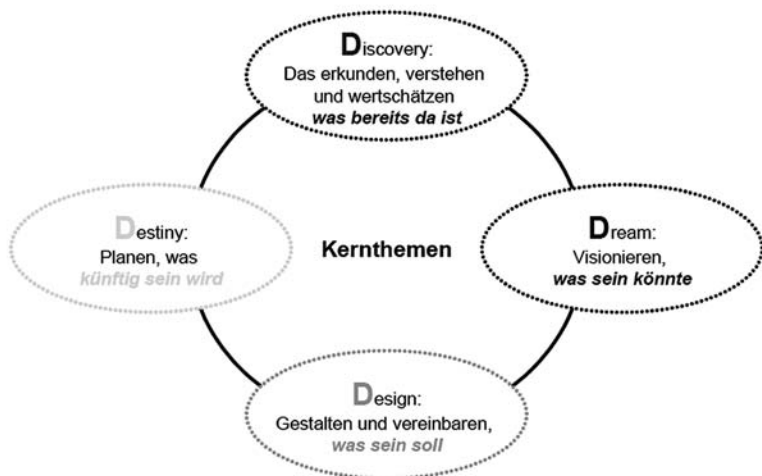 Discovery:
Das erkunden, verstehen
und wertschätzen
was bereits da ist
Destiny:
Planen, was
künftig sein wird
Kernthemen
Dream:
Visionieren,
was sein könnte
Design:
Gestalten und vereinbaren,
was sein soll